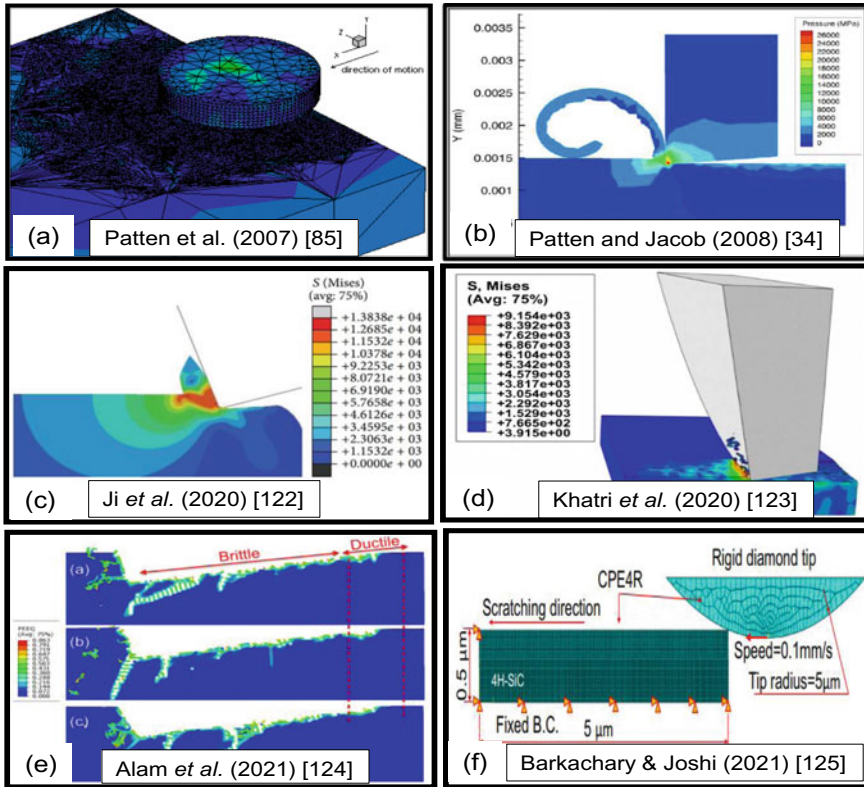 Y
Z
X
direction of motion
(a)
Patten et al. (2007) [85]
(b)
0.0035
0.003
0.0025
0.002
0.0015
0.001
Y (mm)
Pressure (MPa)
26000
24000
20000
18000
16000
14000
12000
10000
8000
6000
4000
2000
0
Patten and Jacob (2008) [34]
S (Mises)
(avg: 75%)
+1.3838e + 04
+1.2685e + 04
+1.1532e + 04
+1.0378e + 04
+9.2253e + 03
+8.0721e + 03
+6.9190e + 03
+5.7658e + 03
+4.6126e + 03
+3.4595e + 03
+2.3063e + 03
+1.1532e + 03
+0.0000e + 00
(c)
Ji et al. (2020) [122]
S, Mises
(Avg: 75%)
+9.154e+03
+8.392e+03
+7.629e+03
+6.867e+03
+6.104e+03
+5.342e+03
+4.579e+03
+3.817e+03
+3.054e+03
+2.292e+03
+1.529e+03
+7.665e+02
+3.915e+00
(d)
Khatri et al. (2020) [123]
Brittle
Ductile
(a)
(b)
(c)
PEEQ
(Avg: 75%)
(e)
Alam et al. (2021) [124]
Rigid diamond tip
CPE4R
Scratching direction
Speed=0.1mm/s
Tip radius=5μm
0.5 μm
4H-SiC
Fixed B.C.
5 μm
(f)
Barkachary & Joshi (2021) [125]